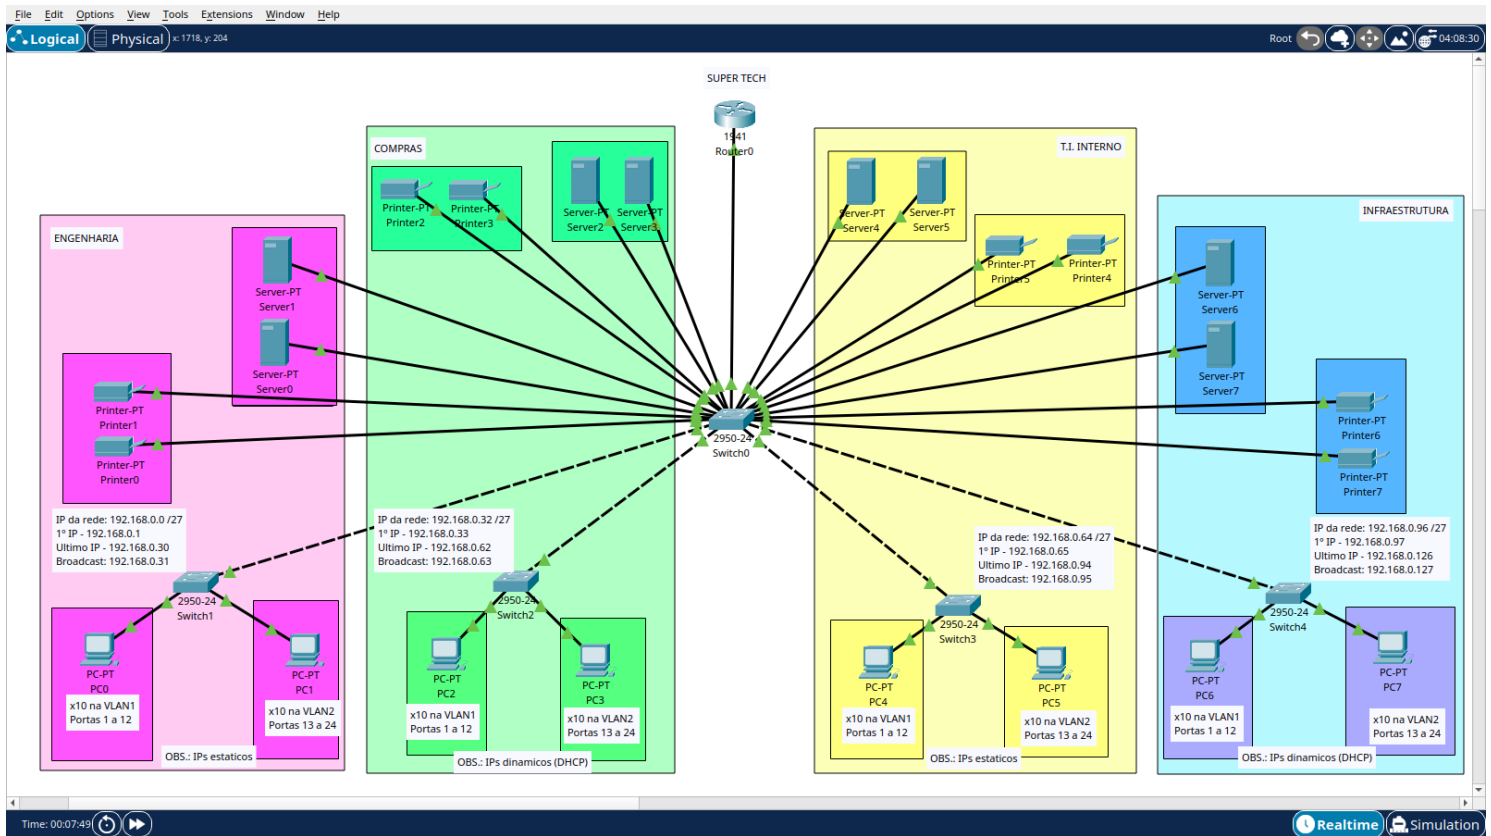 File Edit Options View Tools Extensions Window Help
Logical Physical x: 1718, y: 204 Root 04:08:30
SUPER TECH
1941
Router0
COMPRAS
Printer-PT
Printer2
Printer-PT
Printer3
Server-PT
Server2
Server-PT
Server3
T.I. INTERNO
Server-PT
Server4
Server-PT
Server5
Printer-PT
Printer5
Printer-PT
Printer4
INFRAESTRUTURA
Server-PT
Server6
Server-PT
Server7
Printer-PT
Printer6
Printer-PT
Printer7
ENGENHARIA
Server-PT
Server1
Server-PT
Server0
Printer-PT
Printer1
Printer-PT
Printer0
2950-24
Switch0
IP da rede: 192.168.0.0 /27
1º IP - 192.168.0.1
Ultimo IP - 192.168.0.30
Broadcast: 192.168.0.31
IP da rede: 192.168.0.32 /27
1º IP - 192.168.0.33
Ultimo IP - 192.168.0.62
Broadcast: 192.168.0.63
IP da rede: 192.168.0.64 /27
1º IP - 192.168.0.65
Ultimo IP - 192.168.0.94
Broadcast: 192.168.0.95
IP da rede: 192.168.0.96 /27
1º IP - 192.168.0.97
Ultimo IP - 192.168.0.126
Broadcast: 192.168.0.127
2950-24
Switch1
2950-24
Switch2
2950-24
Switch3
2950-24
Switch4
PC-PT
PC0
x10 na VLAN1
Portas 1 a 12
PC-PT
PC1
x10 na VLAN2
Portas 13 a 24
OBS.: IPs estaticos
PC-PT
PC2
x10 na VLAN1
Portas 1 a 12
PC-PT
PC3
x10 na VLAN2
Portas 13 a 24
OBS.: IPs dinamicos (DHCP)
PC-PT
PC4
x10 na VLAN1
Portas 1 a 12
PC-PT
PC5
x10 na VLAN2
Portas 13 a 24
OBS.: IPs estaticos
PC-PT
PC6
x10 na VLAN1
Portas 1 a 12
PC-PT
PC7
x10 na VLAN2
Portas 13 a 24
OBS.: IPs dinamicos (DHCP)
Time: 00:07:49 Realtime Simulation